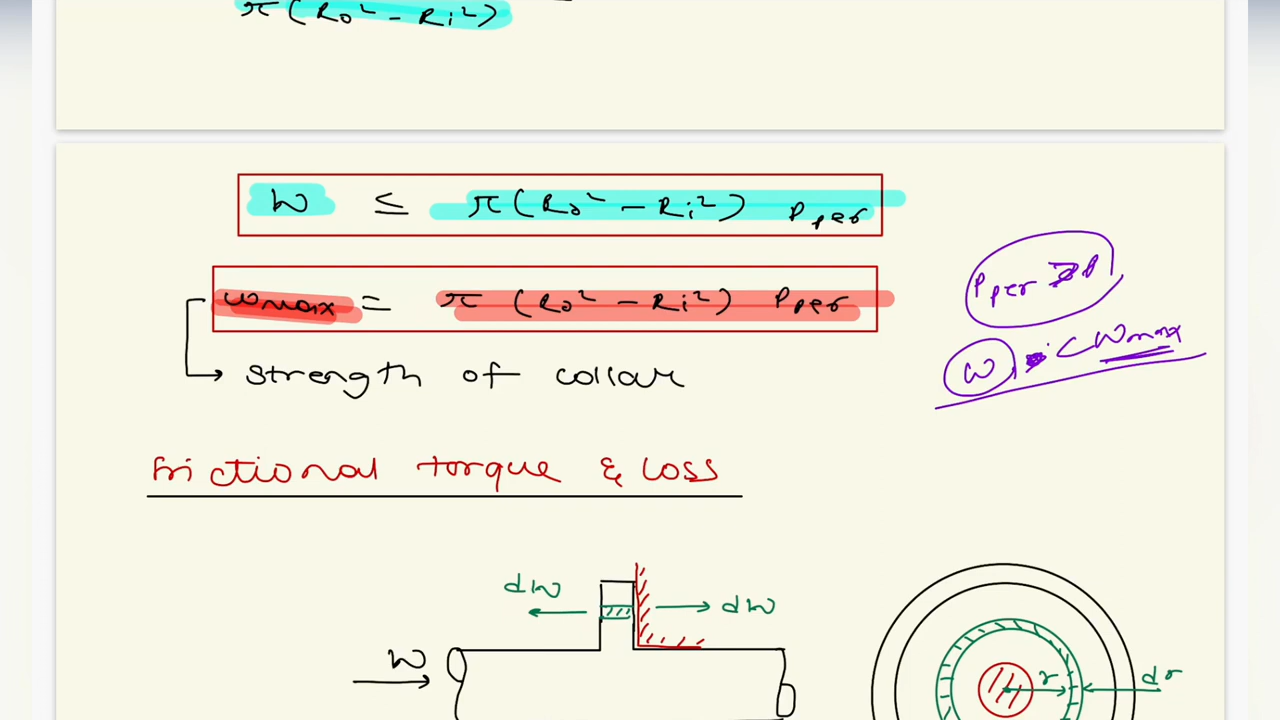 π(Ro² - Ri²)
W ≤ π(Ro² - Ri²) Pper
Wmax = π (Ro² - Ri²) Pper
→ strength of collar
W < Wmax
Frictional torque & Loss
dW
dW
W
r
dr